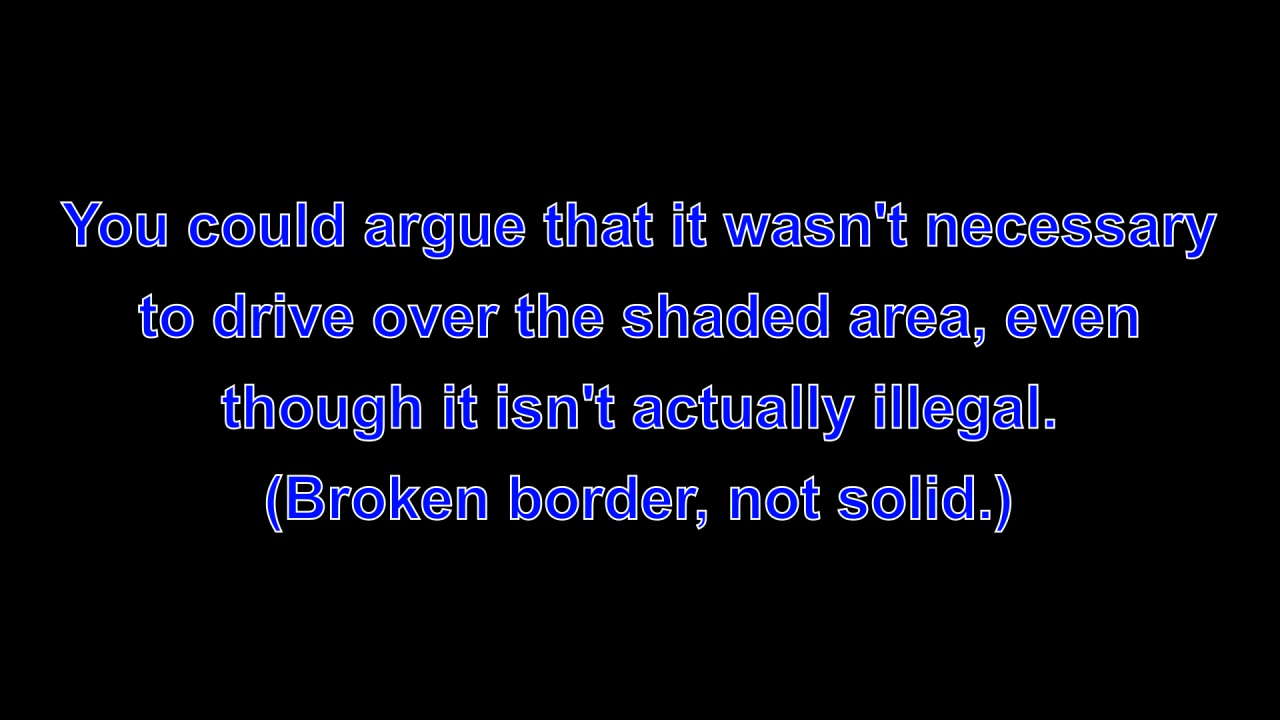 You could argue that it wasn't necessary
to drive over the shaded area, even
though it isn't actually illegal.
(Broken border, not solid.)